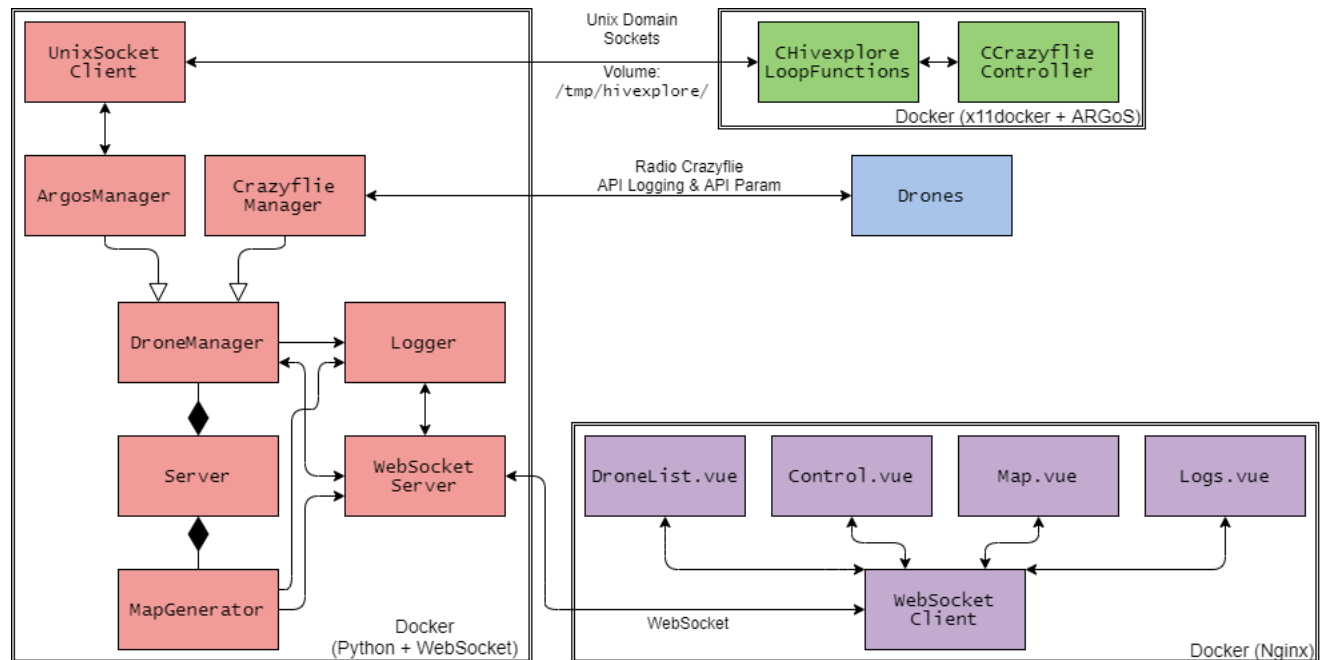 UnixSocket
Client
Unix Domain
Sockets
Volume:
/tmp/hivexplore/
CHivexplore
LoopFunctions
CCrazyflie
Controller
Docker (x11docker + ARGoS)
ArgosManager
Crazyflie
Manager
Radio Crazyflie
API Logging & API Param
Drones
DroneManager
Logger
Server
WebSocket
Server
DroneList.vue
Control.vue
Map.vue
Logs.vue
MapGenerator
Docker
(Python + WebSocket)
WebSocket
WebSocket
Client
Docker (Nginx)